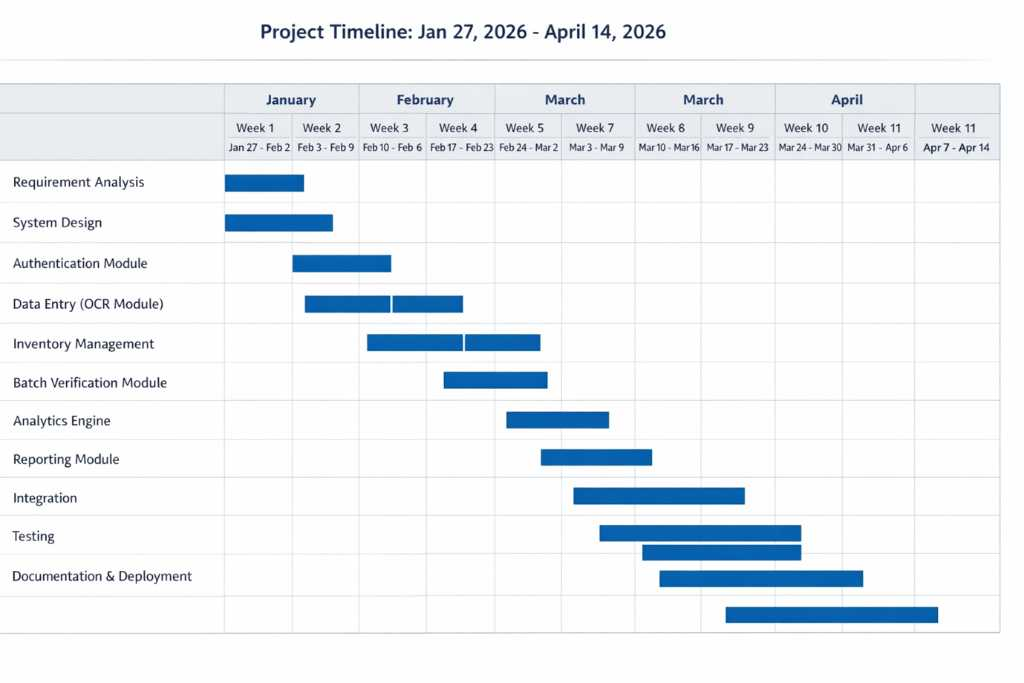 Project Timeline: Jan 27, 2026 - April 14, 2026
January February March March April
Week 1 Week 2 Week 3 Week 4 Week 5 Week 7 Week 8 Week 9 Week 10 Week 11 Week 11
Jan 27 - Feb 2 Feb 3 - Feb 9 Feb 10 - Feb 6 Feb 17 - Feb 23 Feb 24 - Mar 2 Mar 3 - Mar 9 Mar 10 - Mar 16 Mar 17 - Mar 23 Mar 24 - Mar 30 Mar 31 - Apr 6 Apr 7 - Apr 14
Requirement Analysis
System Design
Authentication Module
Data Entry (OCR Module)
Inventory Management
Batch Verification Module
Analytics Engine
Reporting Module
Integration
Testing
Documentation & Deployment